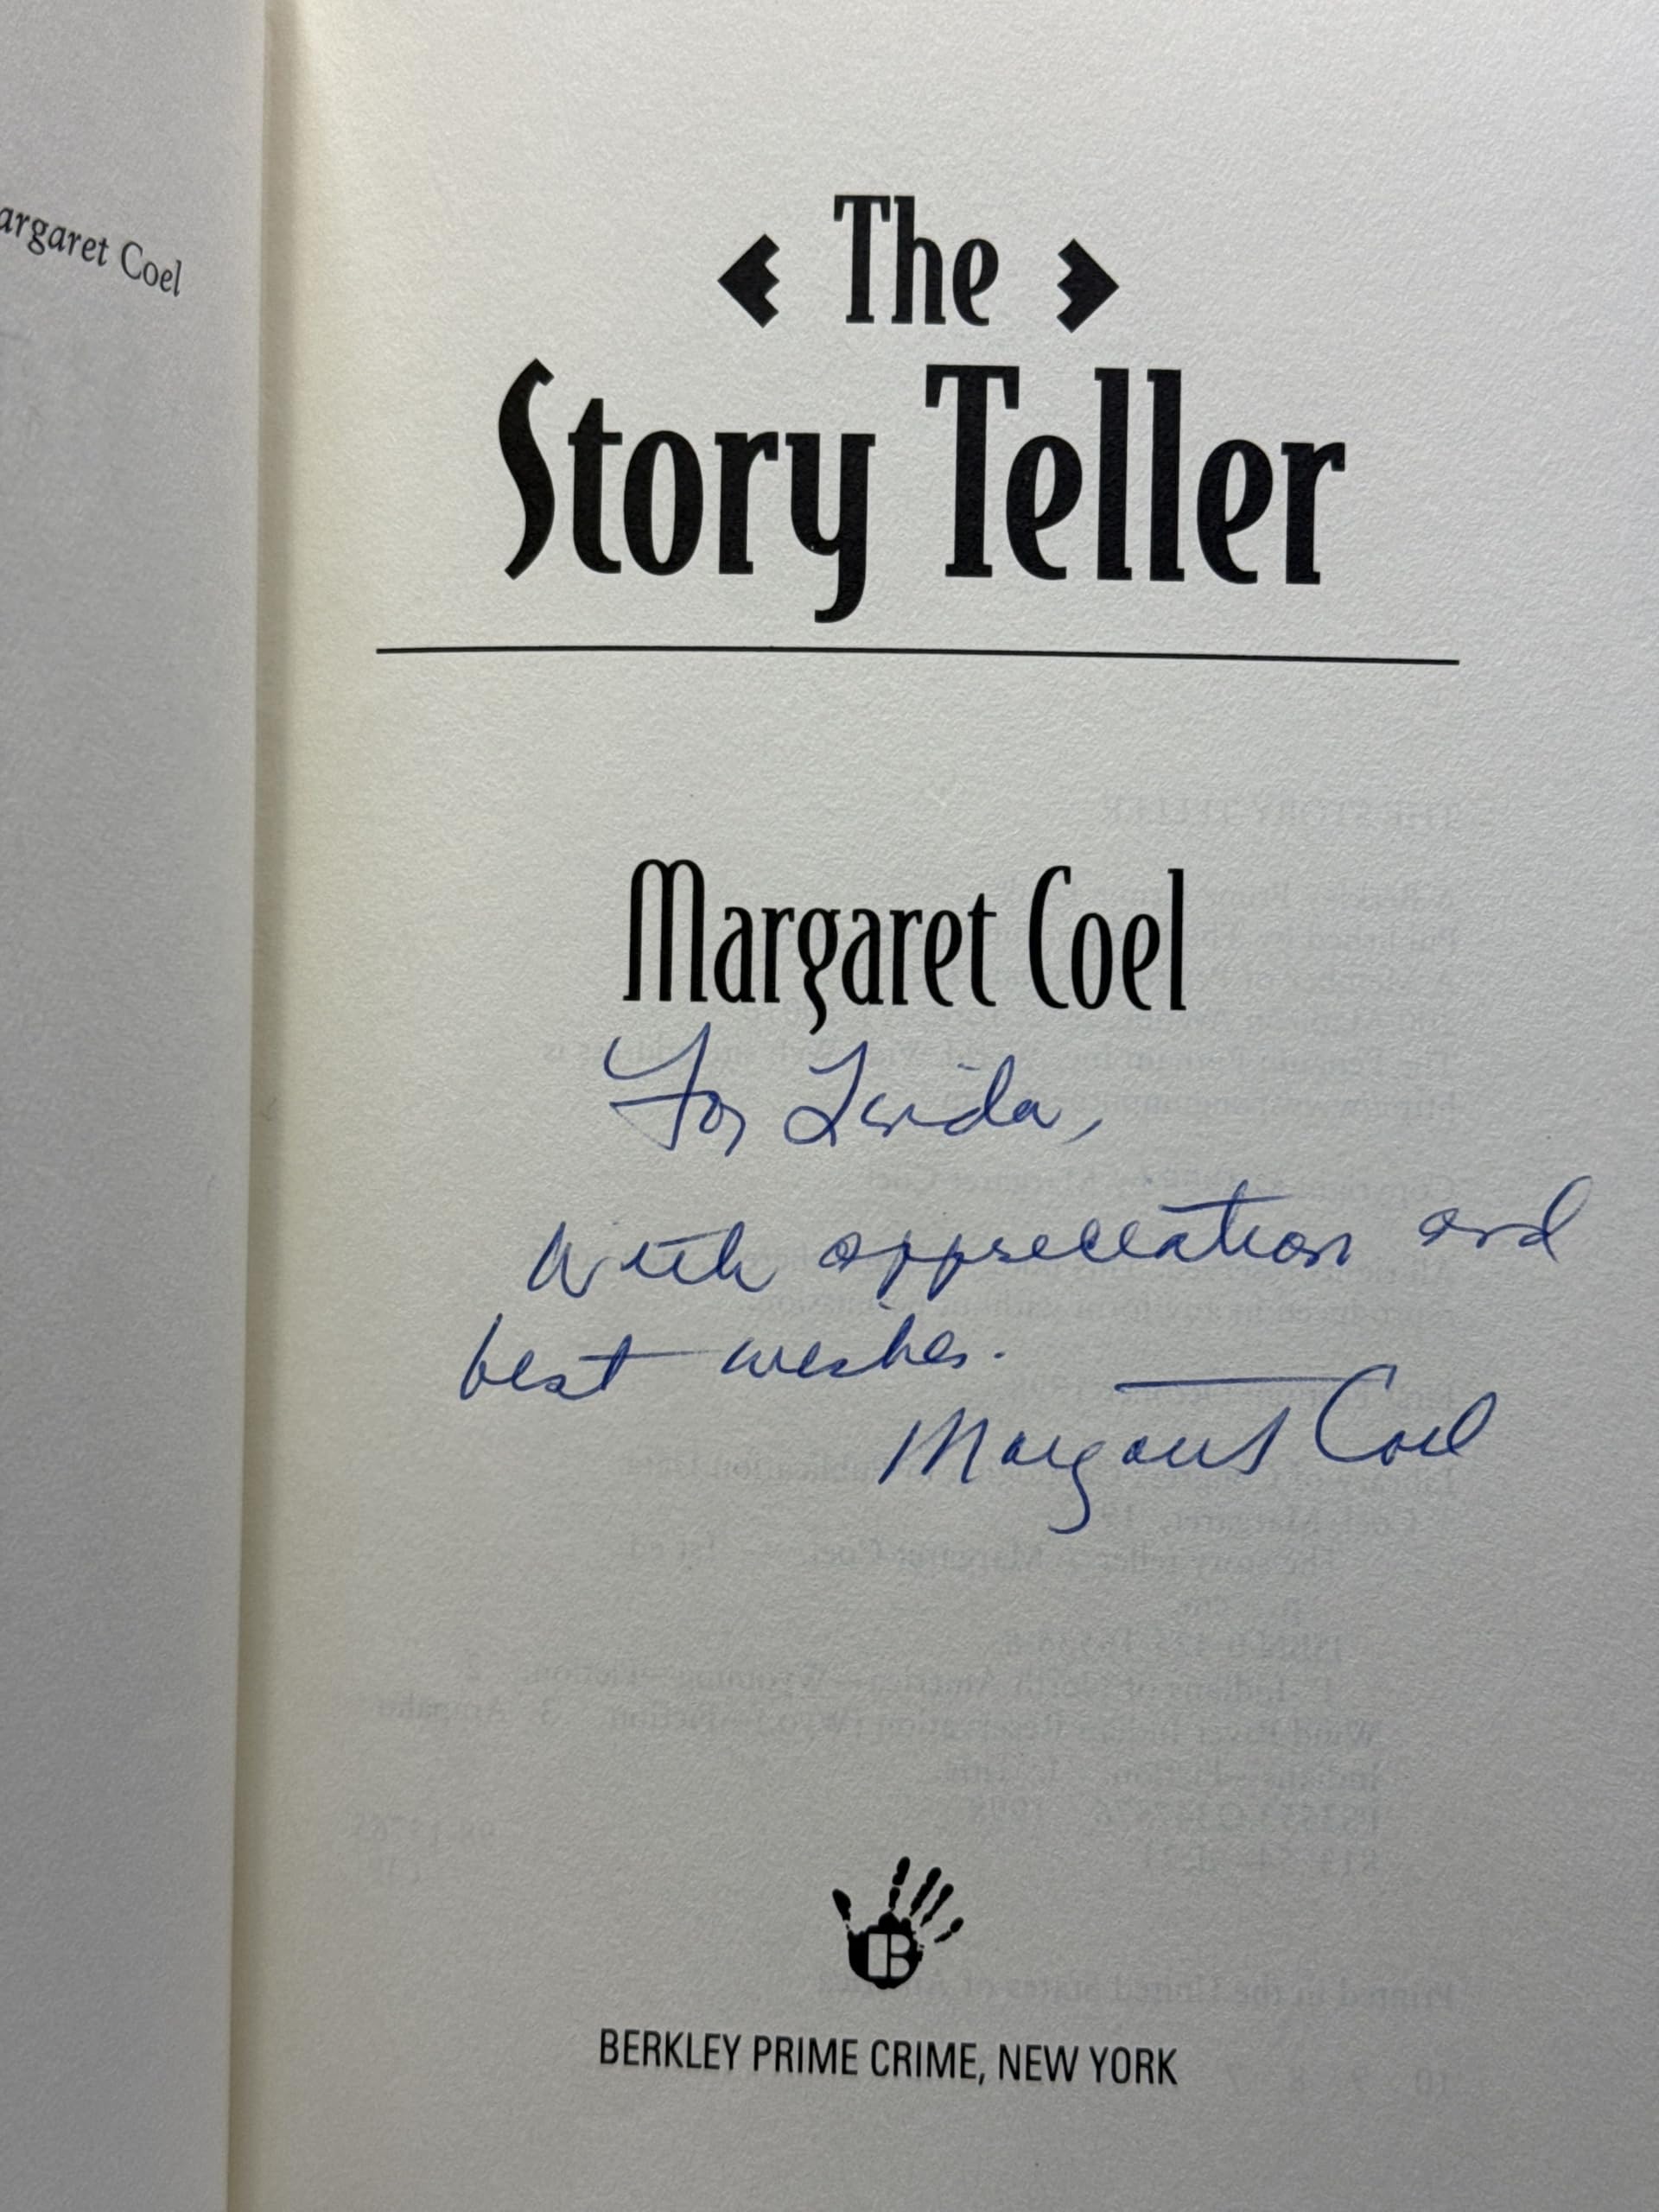 argaret Coel
The
Story Teller
Margaret Coel
For Linda,
With appreciation and
best wishes.
Margaret Coel
B
BERKLEY PRIME CRIME, NEW YORK